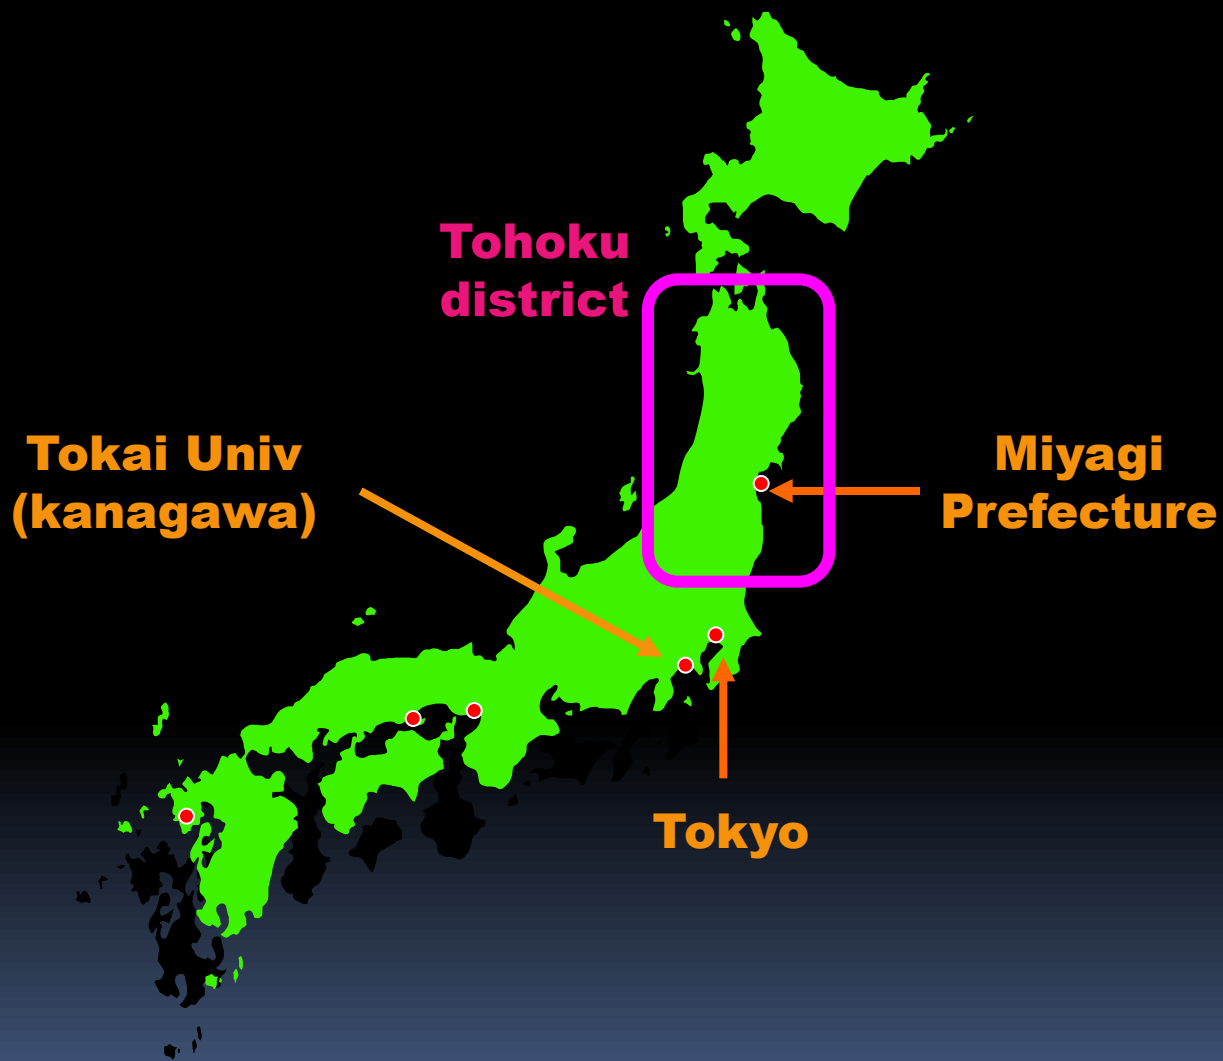 Tohoku
district
Tokai Univ
(kanagawa)
Miyagi
Prefecture
Tokyo